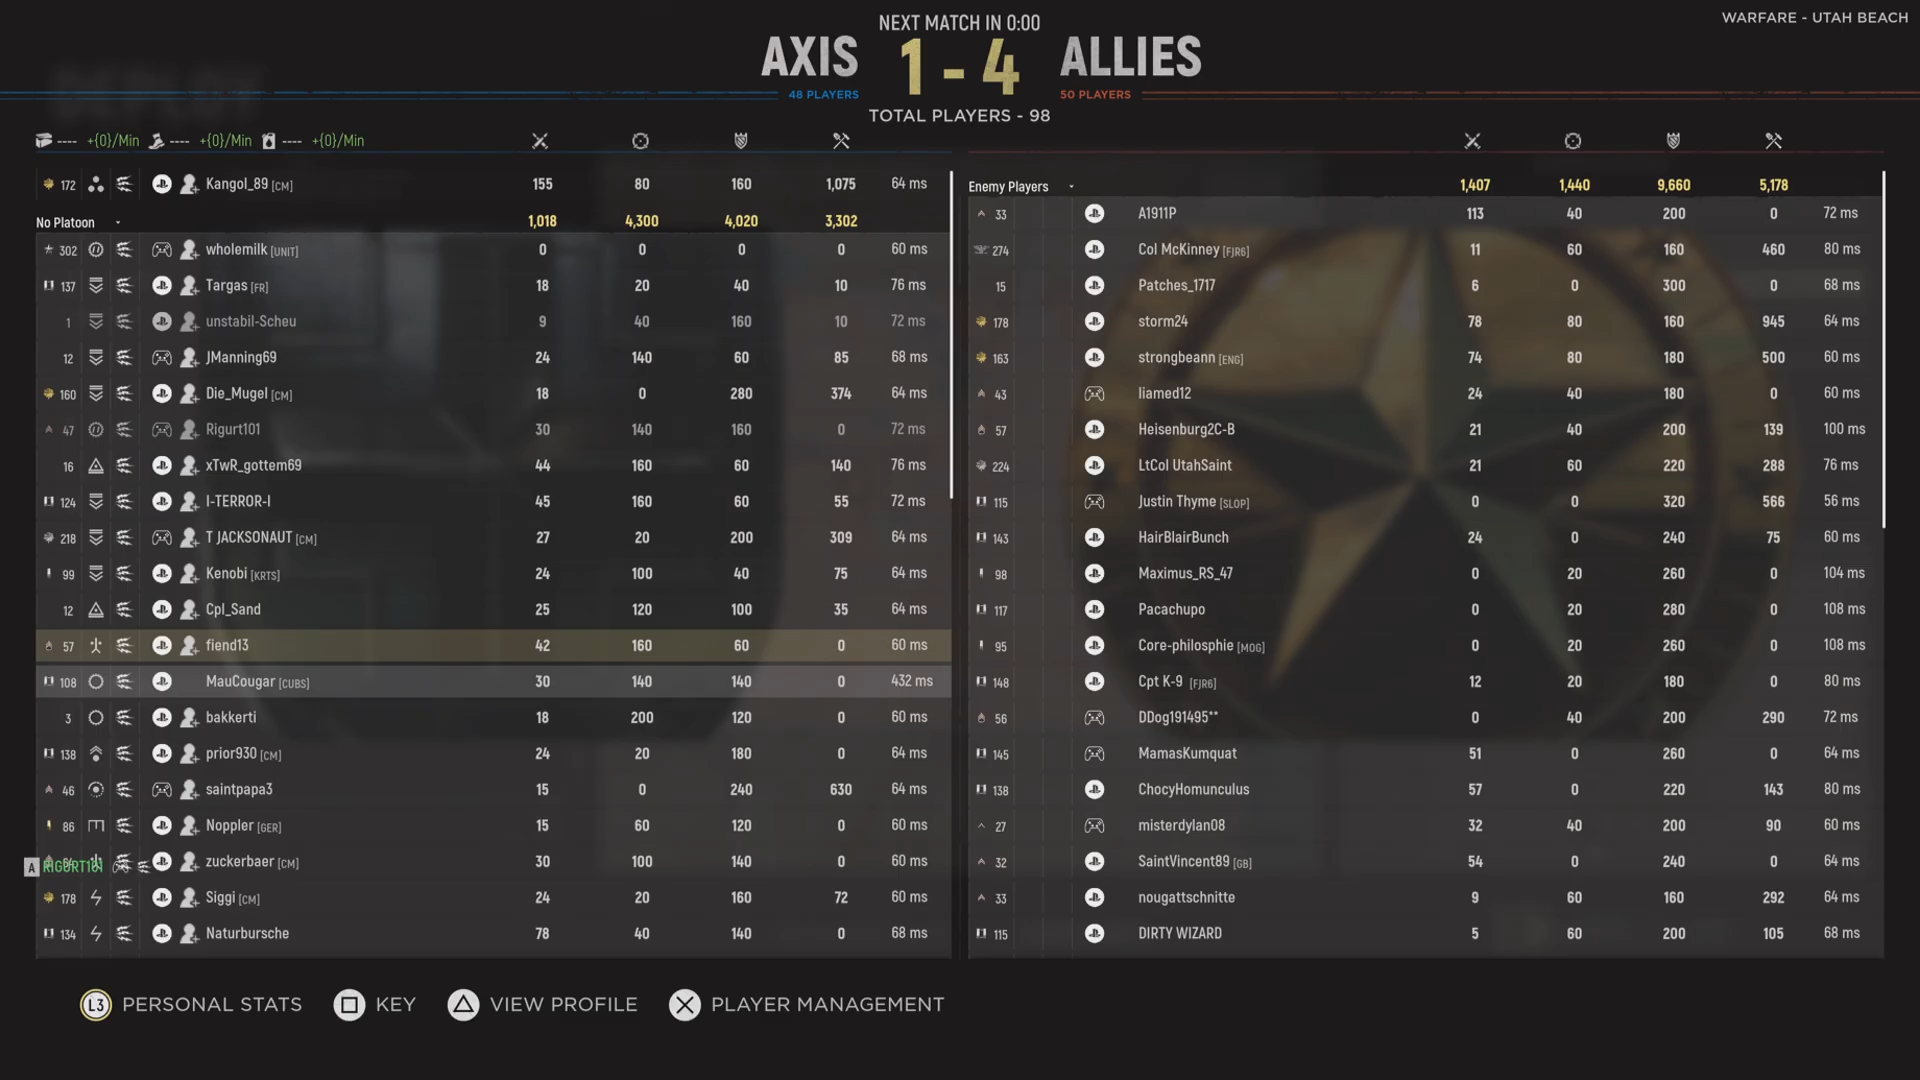 WARFARE - UTAH BEACH
NEXT MATCH IN 0:00
AXIS 1 - 4 ALLIES
48 PLAYERS 50 PLAYERS
TOTAL PLAYERS - 98
DEPLOY
---- +{0}/Min ---- +{0}/Min ---- +{0}/Min
172 Kangol_89 [CM] 155 80 160 1,075 64 ms
No Platoon 1,018 4,300 4,020 3,302
302 wholemilk [UNIT] 0 0 0 0 60 ms
137 Targas [FR] 18 20 40 10 76 ms
1 unstabil-Scheu 9 40 160 10 72 ms
12 JManning69 24 140 60 85 68 ms
160 Die_Mugel [CM] 18 0 280 374 64 ms
47 Rigurt101 30 140 160 0 72 ms
16 xTwR_gottem69 44 160 60 140 76 ms
124 I-TERROR-I 45 160 60 55 72 ms
218 T JACKSONAUT [CM] 27 20 200 309 64 ms
99 Kenobi [KRTS] 24 100 40 75 64 ms
12 Cpl_Sand 25 120 100 35 64 ms
57 fiend13 42 160 60 0 60 ms
108 MauCougar [CUBS] 30 140 140 0 432 ms
3 bakkerti 18 200 120 0 60 ms
138 prior930 [CM] 24 20 180 0 64 ms
46 saintpapa3 15 0 240 630 64 ms
86 Noppler [GER] 15 60 120 0 60 ms
zuckerbaer [CM] 30 100 140 0 60 ms
A RIGURT101
178 Siggi [CM] 24 20 160 72 60 ms
134 Naturbursche 78 40 140 0 68 ms
Enemy Players 1,407 1,440 9,660 5,178
33 A1911P 113 40 200 0 72 ms
274 Col McKinney [FJR6] 11 60 160 460 80 ms
15 Patches_1717 6 0 300 0 68 ms
178 storm24 78 80 160 945 64 ms
163 strongbeann [ENG] 74 80 180 500 60 ms
43 liamed12 24 40 180 0 60 ms
57 Heisenburg2C-B 21 40 200 139 100 ms
224 LtCol UtahSaint 21 60 220 288 76 ms
115 Justin Thyme [SLOP] 0 0 320 566 56 ms
143 HairBlairBunch 24 0 240 75 60 ms
98 Maximus_RS_47 0 20 260 0 104 ms
117 Pacachupo 0 20 280 0 108 ms
95 Core-philosphie [MOG] 0 20 260 0 108 ms
148 Cpt K-9 [FJR6] 12 20 180 0 80 ms
56 DDog191495** 0 40 200 290 72 ms
145 MamasKumquat 51 0 260 0 64 ms
138 ChocyHomunculus 57 0 220 143 80 ms
27 misterdylan08 32 40 200 90 60 ms
32 SaintVincent89 [GB] 54 0 240 0 64 ms
33 nougattschnitte 9 60 160 292 64 ms
115 DIRTY WIZARD 5 60 200 105 68 ms
L3 PERSONAL STATS KEY VIEW PROFILE PLAYER MANAGEMENT